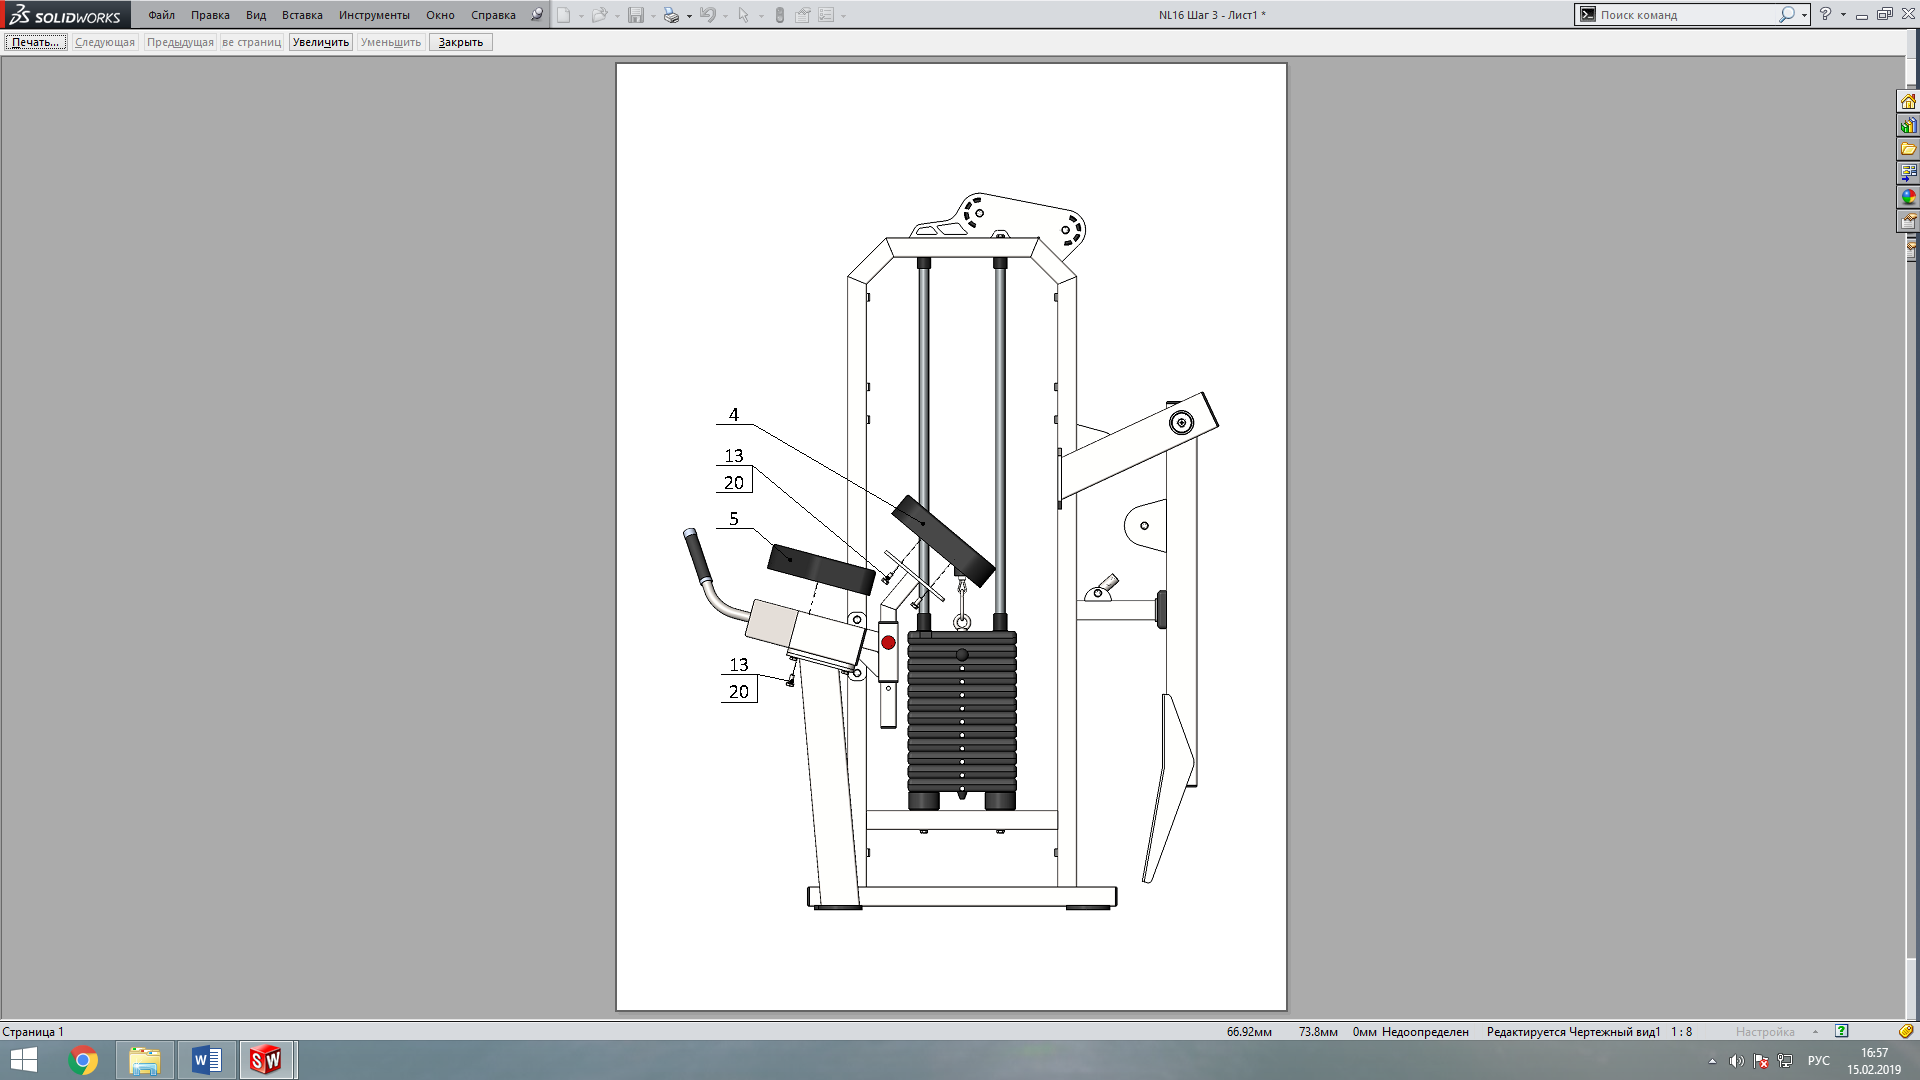 SOLIDWORKS
Файл Правка Вид Вставка Инструменты Окно Справка
NL16 Шаг 3 - Лист1 *
Поиск команд
Печать... Следующая Предыдущая ве страниц Увеличить Уменьшить Закрыть
4
13
20
5
13
20
Страница 1
66.92мм 73.8мм 0мм Недоопределен Редактируется Чертежный вид1 1 : 8 Настройка
РУС
16:57
15.02.2019